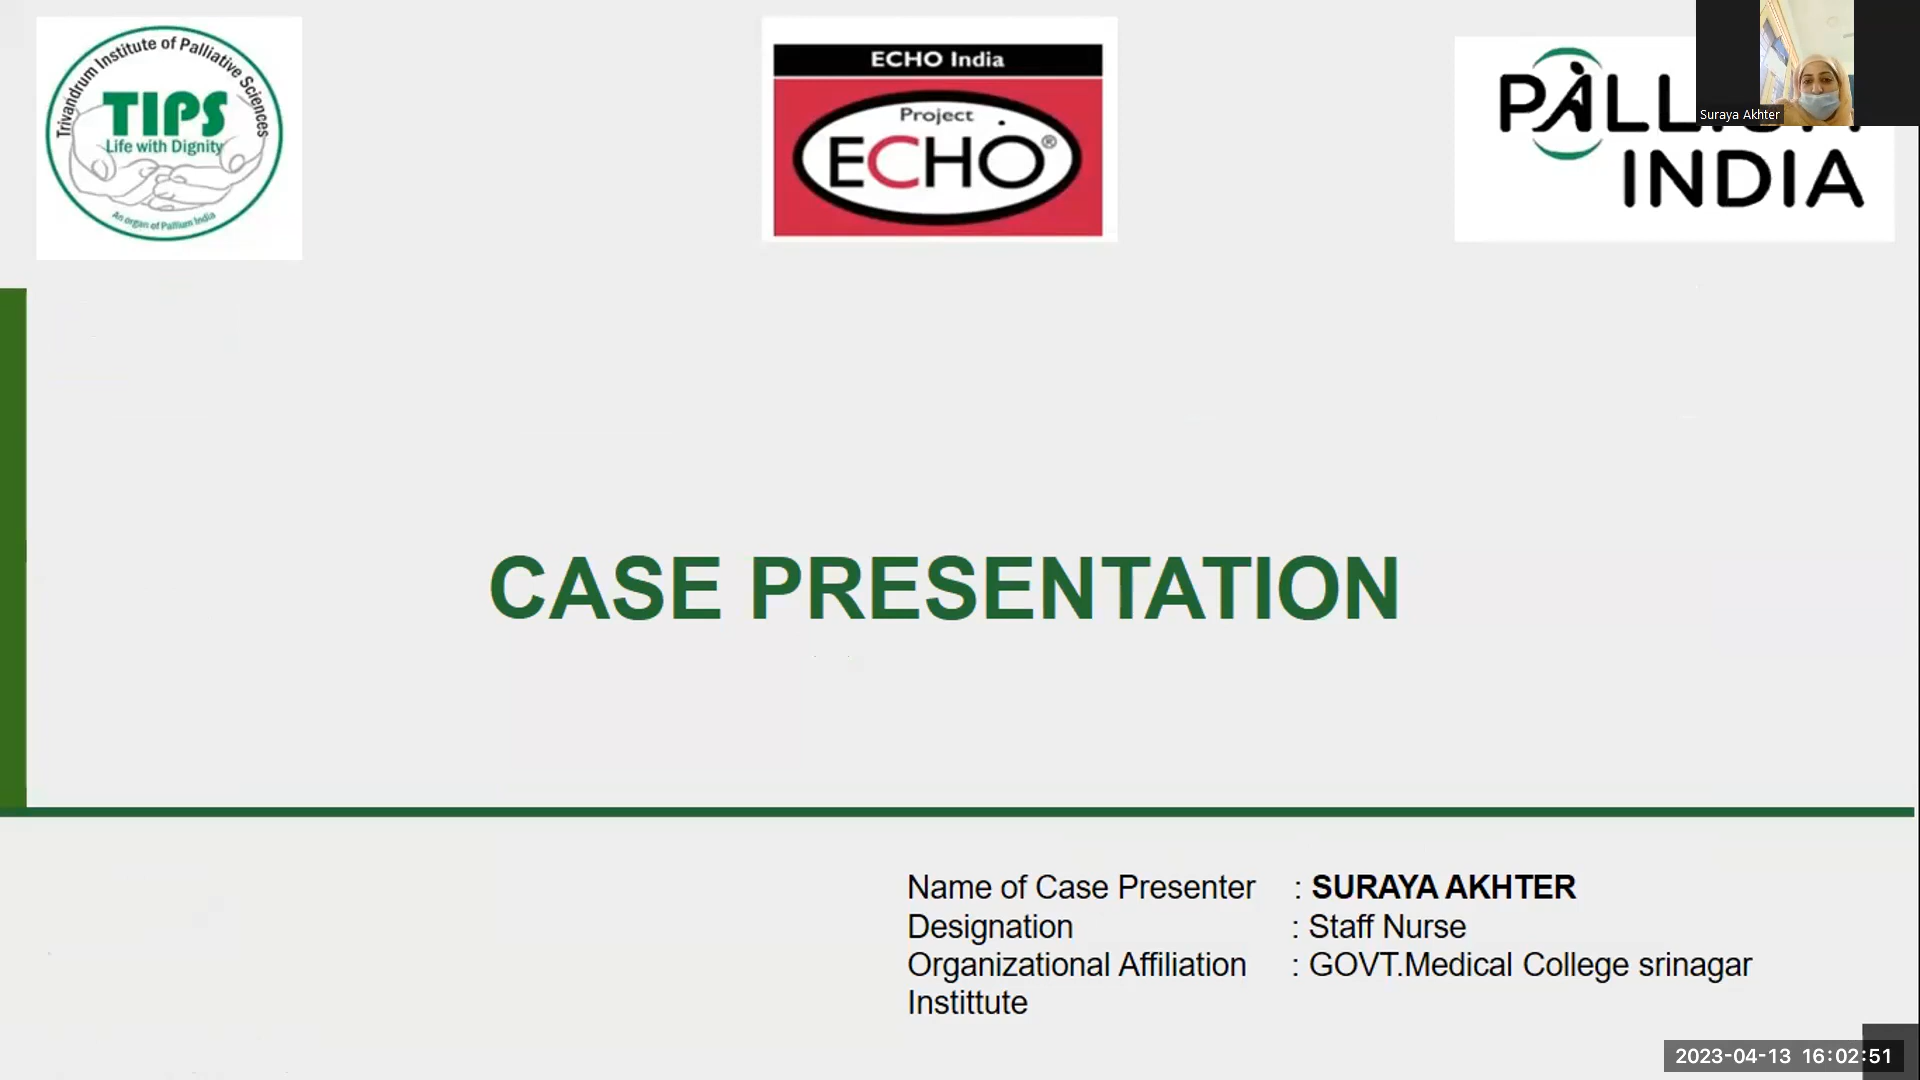 Trivandrum Institute of Palliative Sciences
TIPS
Life with Dignity
An organ of Pallium India
ECHO India
Project
ECHO®
PALL
INDIA
Suraya Akhter
CASE PRESENTATION
Name of Case Presenter : SURAYA AKHTER
Designation : Staff Nurse
Organizational Affiliation : GOVT.Medical College srinagar
Instittute
2023-04-13 16:02:51